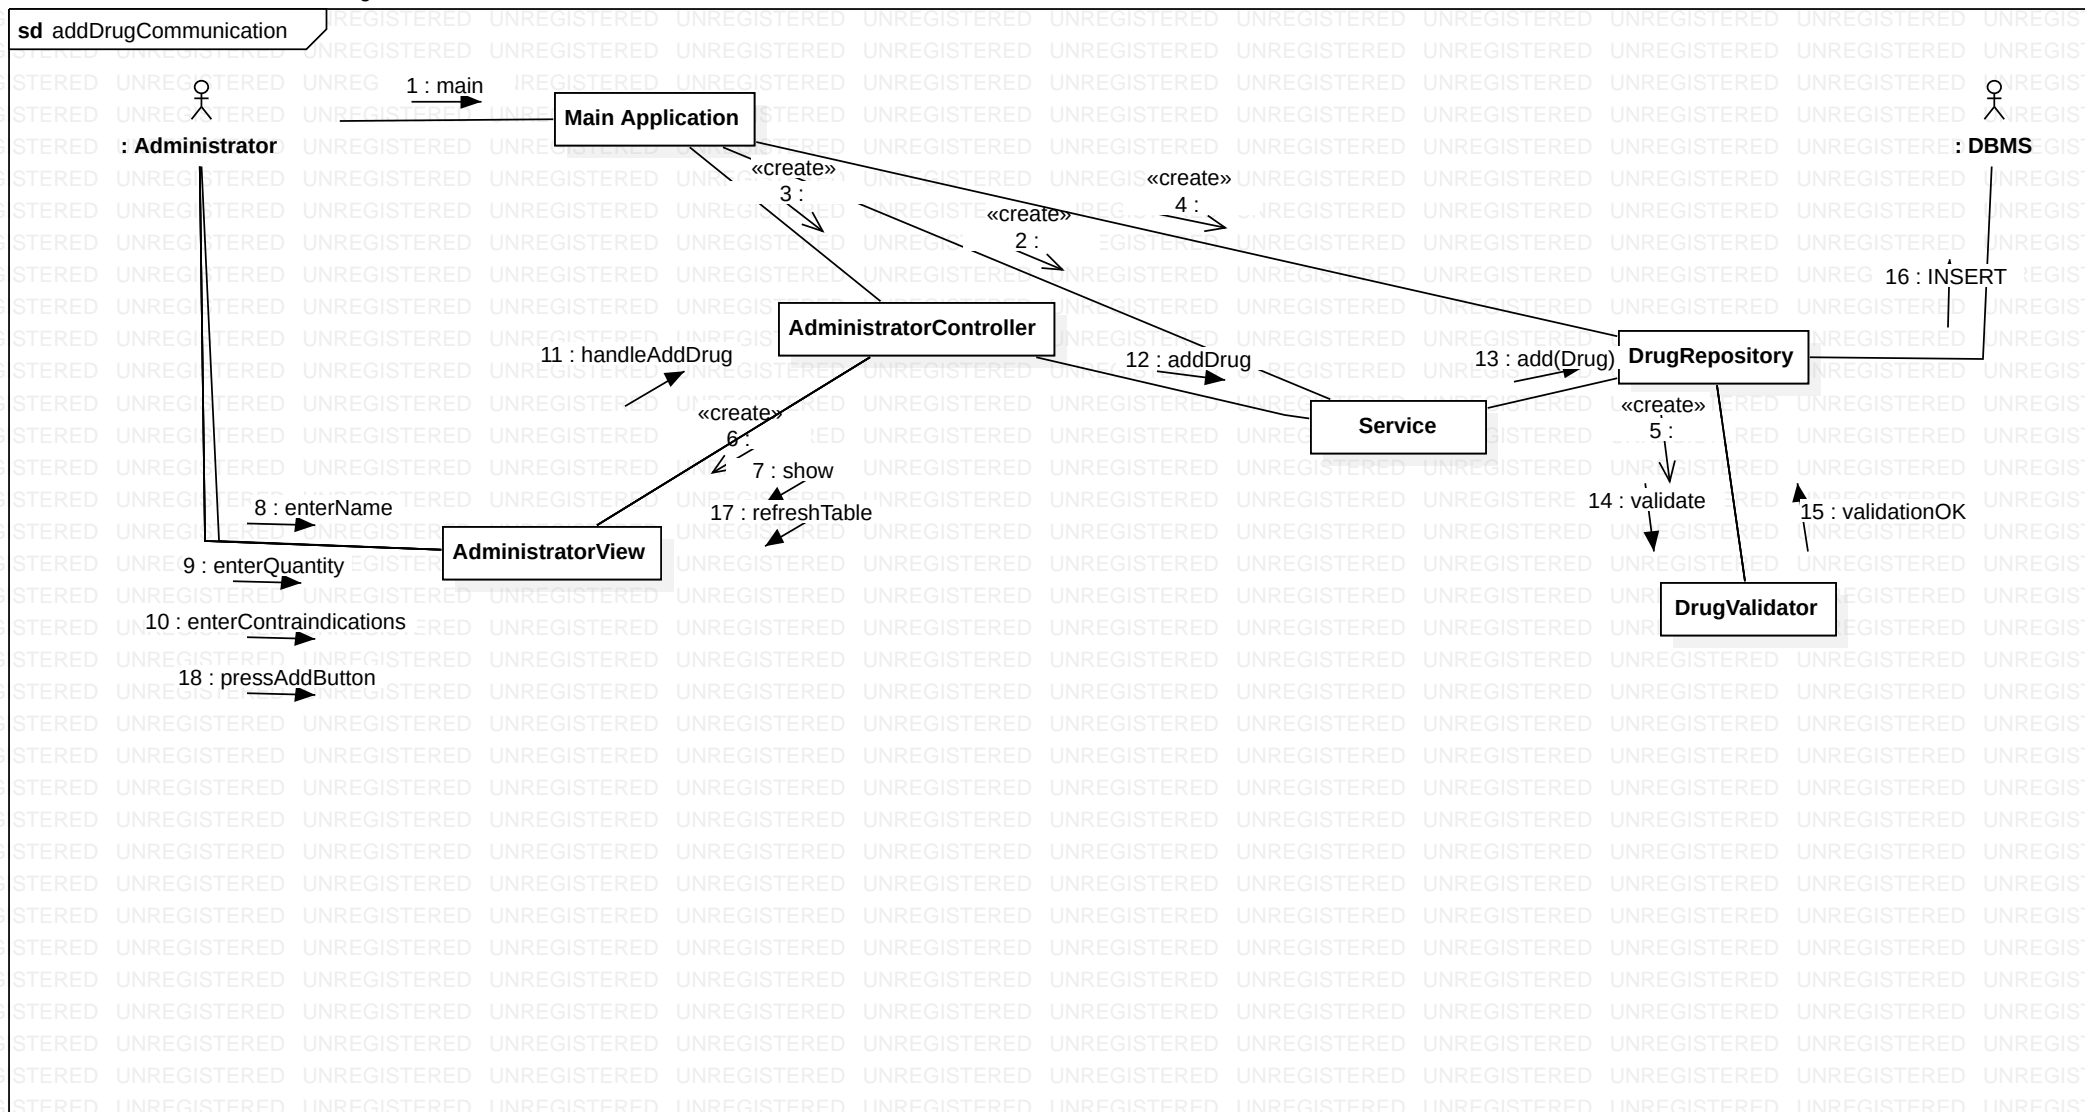 sd addDrugCommunication
1 : main
Main Application
: Administrator
: DBMS
«create»
3 :
«create»
4 :
«create»
2 :
16 : INSERT
AdministratorController
11 : handleAddDrug
12 : addDrug
13 : add(Drug)
DrugRepository
«create»
6 :
«create»
5 :
Service
7 : show
8 : enterName
17 : refreshTable
14 : validate
15 : validationOK
AdministratorView
9 : enterQuantity
DrugValidator
10 : enterContraindications
18 : pressAddButton
UNREGISTERED